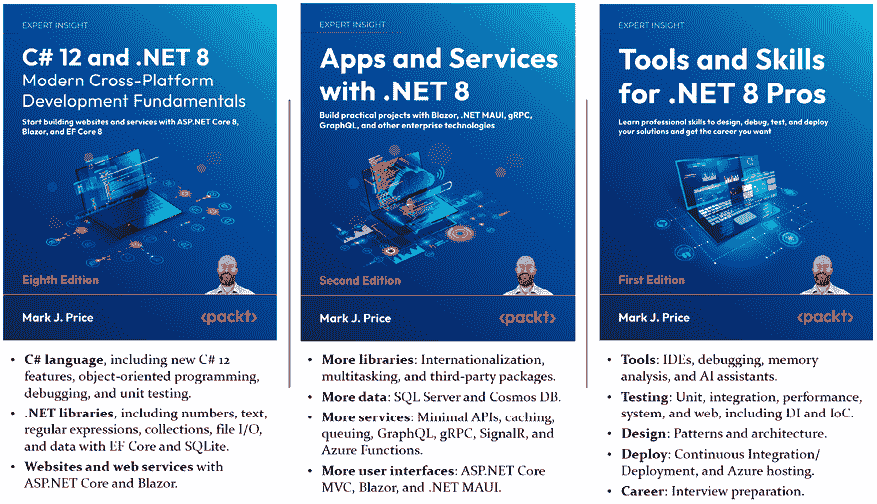 EXPERT INSIGHT
C# 12 and .NET 8
Modern Cross-Platform
Development Fundamentals
Start building websites and services with ASP.NET Core 8,
Blazor, and EF Core 8
Eighth Edition
Mark J. Price
<packt>
• C# language, including new C# 12
features, object-oriented programming,
debugging, and unit testing.
• .NET libraries, including numbers, text,
regular expressions, collections, file I/O,
and data with EF Core and SQLite.
• Websites and web services with
ASP.NET Core and Blazor.
EXPERT INSIGHT
Apps and Services
with .NET 8
Build practical projects with Blazor, .NET MAUI, gRPC,
GraphQL, and other enterprise technologies
Second Edition
Mark J. Price
<packt>
• More libraries: Internationalization,
multitasking, and third-party packages.
• More data: SQL Server and Cosmos DB.
• More services: Minimal APIs, caching,
queuing, GraphQL, gRPC, SignalR, and
Azure Functions.
• More user interfaces: ASP.NET Core
MVC, Blazor, and .NET MAUI.
EXPERT INSIGHT
Tools and Skills
for .NET 8 Pros
Learn professional skills to design, debug, test, and deploy
your solutions and get the career you want
First Edition
Mark J. Price
<packt>
• Tools: IDEs, debugging, memory
analysis, and AI assistants.
• Testing: Unit, integration, performance,
system, and web, including DI and IoC.
• Design: Patterns and architecture.
• Deploy: Continuous Integration/
Deployment, and Azure hosting.
• Career: Interview preparation.